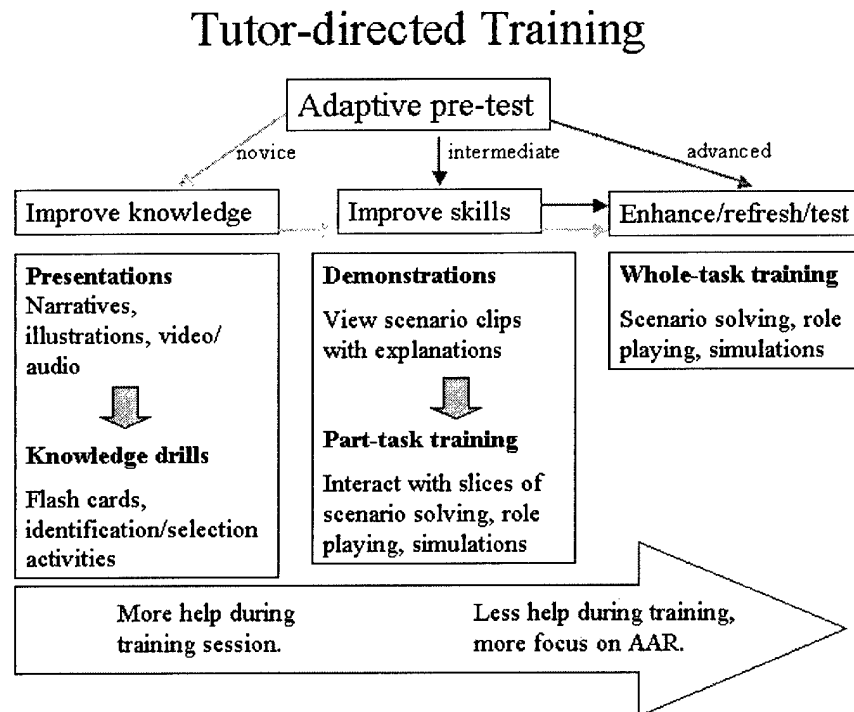 Tutor-directed Training
Adaptive pre-test
novice
intermediate
advanced
Improve knowledge
Improve skills
Enhance/refresh/test
Presentations
Narratives,
illustrations, video/
audio
Knowledge drills
Flash cards,
identification/selection
activities
Demonstrations
View scenario clips
with explanations
Part-task training
Interact with slices of
scenario solving, role
playing, simulations
Whole-task training
Scenario solving, role
playing, simulations
More help during
training session.
Less help during training,
more focus on AAR.